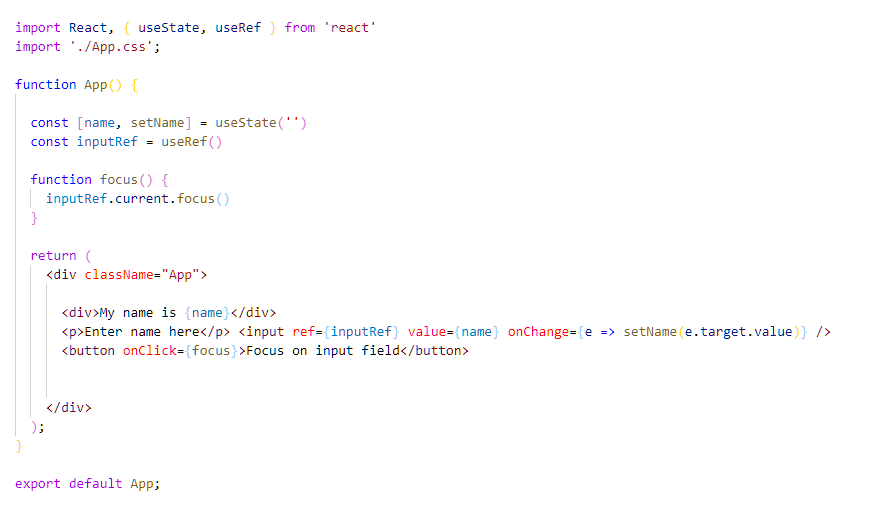 import React, { useState, useRef } from 'react'
import './App.css';
function App() {
const [name, setName] = useState('')
const inputRef = useRef()
function focus() {
inputRef.current.focus()
}
return (
<div className="App">
<div>My name is {name}</div>
<p>Enter name here</p> <input ref={inputRef} value={name} onChange={e => setName(e.target.value)} />
<button onClick={focus}>Focus on input field</button>
</div>
);
}
export default App;